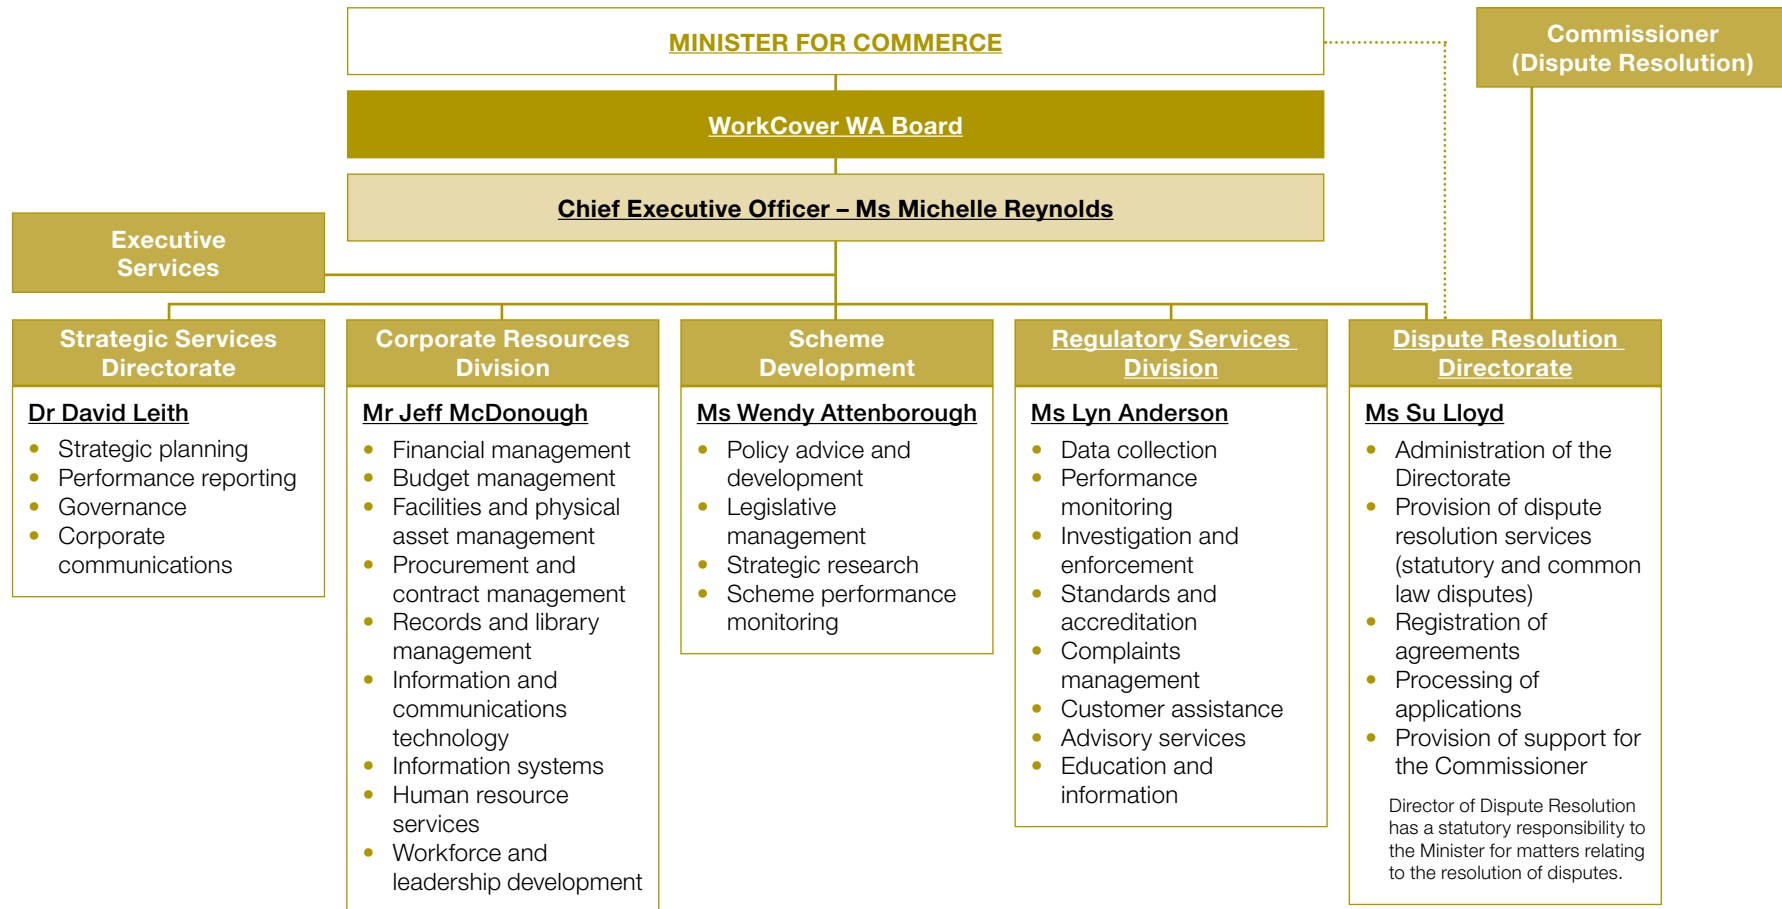 MINISTER FOR COMMERCE
Commissioner
(Dispute Resolution)
WorkCover WA Board
Chief Executive Officer – Ms Michelle Reynolds
Executive
Services
Strategic Services
Directorate
Dr David Leith
• Strategic planning
• Performance reporting
• Governance
• Corporate
communications
Corporate Resources
Division
Mr Jeff McDonough
• Financial management
• Budget management
• Facilities and physical
asset management
• Procurement and
contract management
• Records and library
management
• Information and
communications
technology
• Information systems
• Human resource
services
• Workforce and
leadership development
Scheme
Development
Ms Wendy Attenborough
• Policy advice and
development
• Legislative
management
• Strategic research
• Scheme performance
monitoring
Regulatory Services
Division
Ms Lyn Anderson
• Data collection
• Performance
monitoring
• Investigation and
enforcement
• Standards and
accreditation
• Complaints
management
• Customer assistance
• Advisory services
• Education and
information
Dispute Resolution
Directorate
Ms Su Lloyd
• Administration of the
Directorate
• Provision of dispute
resolution services
(statutory and common
law disputes)
• Registration of
agreements
• Processing of
applications
• Provision of support for
the Commissioner
Director of Dispute Resolution
has a statutory responsibility to
the Minister for matters relating
to the resolution of disputes.